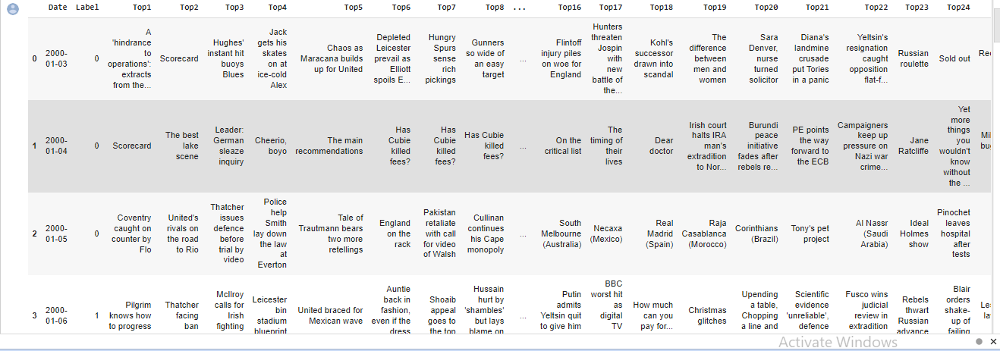 Date
Label
Top1
Top2
Top3
Top4
Top5
Top6
Top7
Top8
...
Top16
Top17
Top18
Top19
Top20
Top21
Top22
Top23
Top24
0
2000-
01-03
0
A
'hindrance
to
operations':
extracts
from the...
Scorecard
Hughes'
instant hit
buoys
Blues
Jack
gets his
skates
on at
ice-cold
Alex
Chaos as
Maracana builds
up for United
Depleted
Leicester
prevail as
Elliott
spoils E...
Hungry
Spurs
sense
rich
pickings
Gunners
so wide of
an easy
target
...
Flintoff
injury piles
on woe for
England
Hunters
threaten
Jospin
with
new
battle of
the...
Kohl's
successor
drawn into
scandal
The
difference
between
men and
women
Sara
Denver,
nurse
turned
solicitor
Diana's
landmine
crusade
put Tories
in a panic
Yeltsin's
resignation
caught
opposition
flat-f...
Russian
roulette
Sold out
1
2000-
01-04
0
Scorecard
The best
lake
scene
Leader:
German
sleaze
inquiry
Cheerio,
boyo
The main
recommendations
Has
Cubie
killed
fees?
Has
Cubie
killed
fees?
Has Cubie
killed
fees?
...
On the
critical list
The
timing of
their
lives
Dear
doctor
Irish court
halts IRA
man's
extradition
to Nor...
Burundi
peace
initiative
fades after
rebels re...
PE points
the way
forward to
the ECB
Campaigners
keep up
pressure on
Nazi war
crime...
Jane
Ratcliffe
Yet
more
things
you
wouldn't
know
without
the ...
2
2000-
01-05
0
Coventry
caught on
counter by
Flo
United's
rivals on
the road
to Rio
Thatcher
issues
defence
before
trial by
video
Police
help
Smith
lay down
the law
at
Everton
Tale of
Trautmann bears
two more
retellings
England
on the
rack
Pakistan
retaliate
with call
for video
of Walsh
Cullinan
continues
his Cape
monopoly
...
South
Melbourne
(Australia)
Necaxa
(Mexico)
Real
Madrid
(Spain)
Raja
Casablanca
(Morocco)
Corinthians
(Brazil)
Tony's pet
project
Al Nassr
(Saudi
Arabia)
Ideal
Holmes
show
Pinochet
leaves
hospital
after
tests
3
2000-
01-06
1
Pilgrim
knows how
to progress
Thatcher
facing
ban
McIlroy
calls for
Irish
fighting
Leicester
bin
stadium
blueprint
United braced for
Mexican wave
Auntie
back in
fashion,
even if the
dress
Shoaib
appeal
goes to
the top
Hussain
hurt by
'shambles'
but lays
blame on
...
Putin
admits
Yeltsin quit
to give him
BBC
worst hit
as
digital
TV
How much
can you
pay for...
Christmas
glitches
Upending
a table,
Chopping
a line and
Scientific
evidence
'unreliable',
defence
Fusco wins
judicial
review in
extradition
Rebels
thwart
Russian
advance
Blair
orders
shake-
up of
failing
Activate Windows